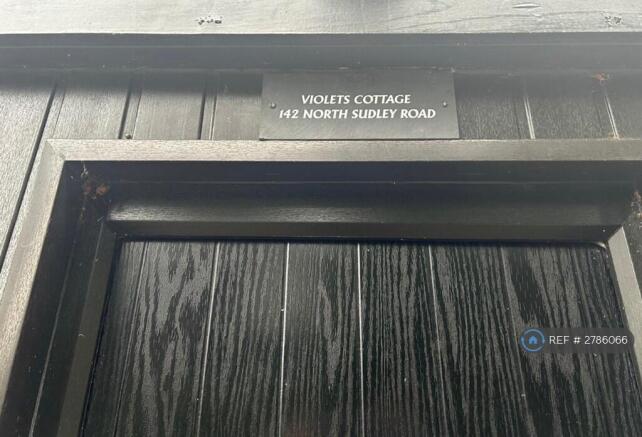 VIOLETS COTTAGE
142 NORTH SUDLEY ROAD
REF # 2786066